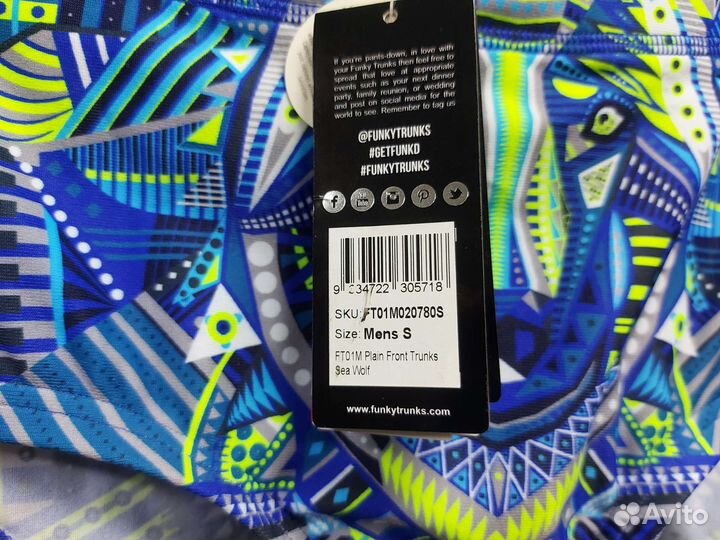 If you're pants-down, in love with
your Funky Trunks then feel free to
spread that love at appropriate
events such as your next dinner
party, family reunion, or wedding
and post on social media for the
world to see. Remember to tag us
@FUNKYTRUNKS
#GETFUNKD
#FUNKYTRUNKS
9 334722 305718
SKU: FT01M020780S
Size: Mens S
FT01M Plain Front Trunks
Sea Wolf
www.funkytrunks.com
Avito